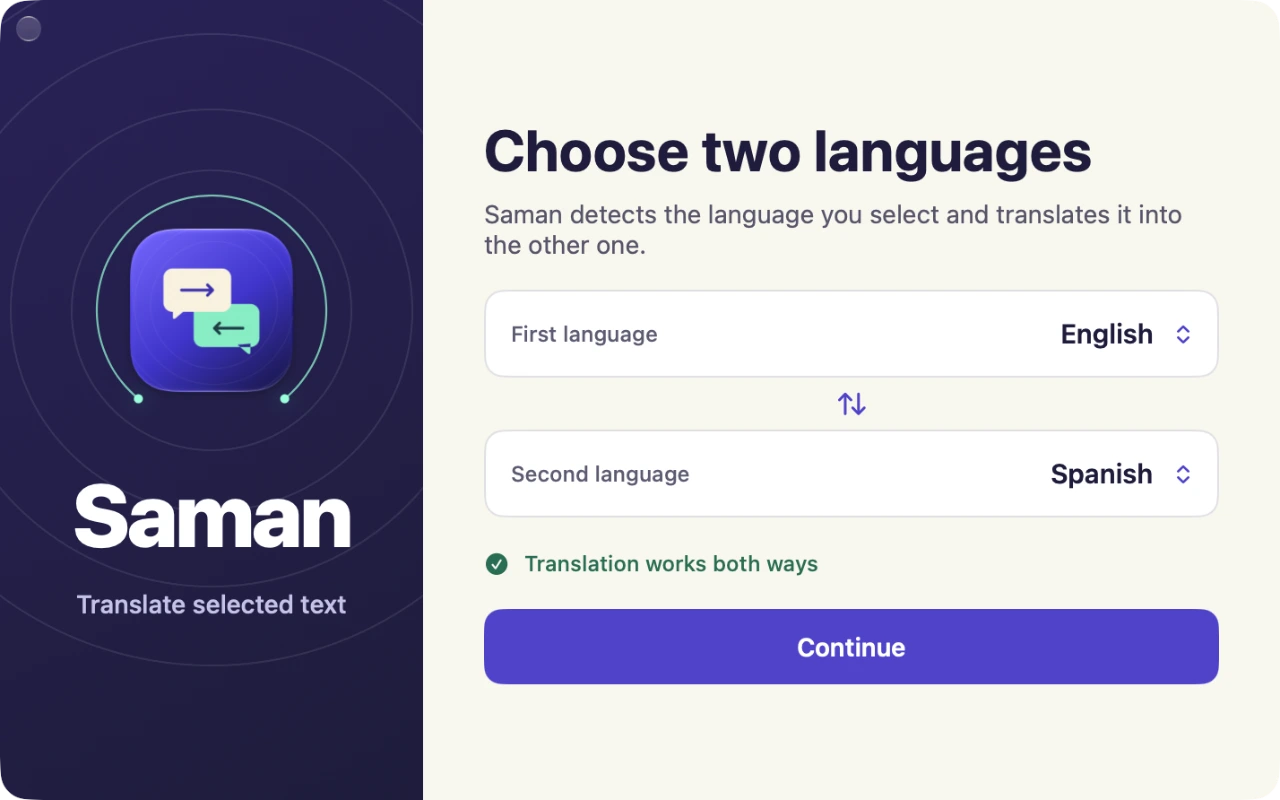 Saman
Translate selected text
Choose two languages
Saman detects the language you select and translates it into
the other one.
First language English
Second language Spanish
Translation works both ways
Continue